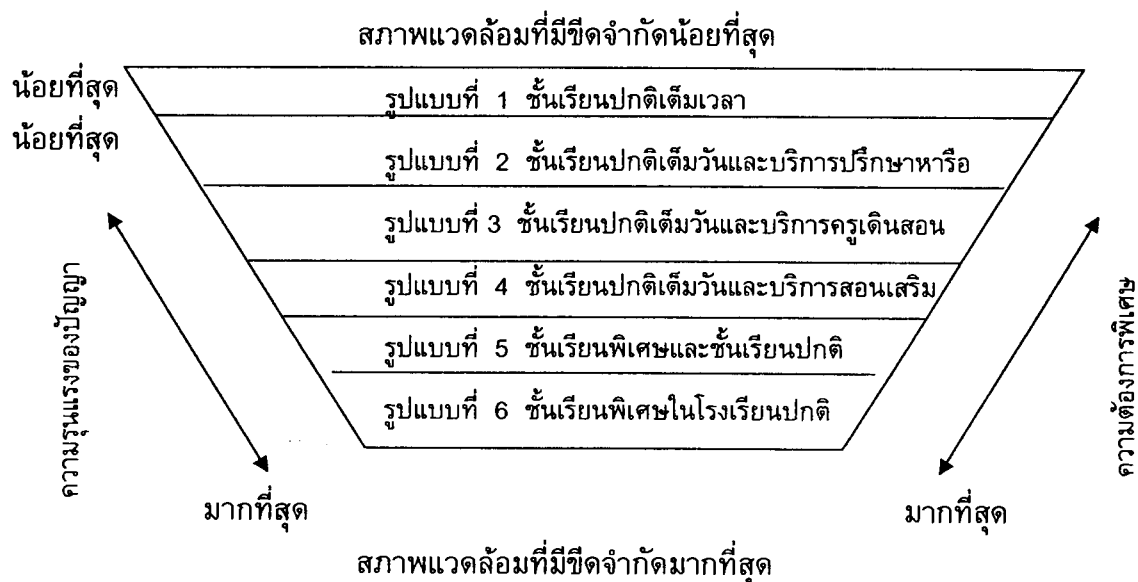 สภาพแวดล้อมที่มีขีดจำกัดน้อยที่สุด
น้อยที่สุด
น้อยที่สุด
รูปแบบที่ 1 ชั้นเรียนปกติเต็มเวลา
รูปแบบที่ 2 ชั้นเรียนปกติเต็มวันและบริการปรึกษาหารือ
รูปแบบที่ 3 ชั้นเรียนปกติเต็มวันและบริการครูเดินสอน
รูปแบบที่ 4 ชั้นเรียนปกติเต็มวันและบริการสอนเสริม
รูปแบบที่ 5 ชั้นเรียนพิเศษและชั้นเรียนปกติ
รูปแบบที่ 6 ชั้นเรียนพิเศษในโรงเรียนปกติ
ความรุนแรงของปัญญา
ความต้องการพิเศษ
มากที่สุด
มากที่สุด
สภาพแวดล้อมที่มีขีดจำกัดมากที่สุด